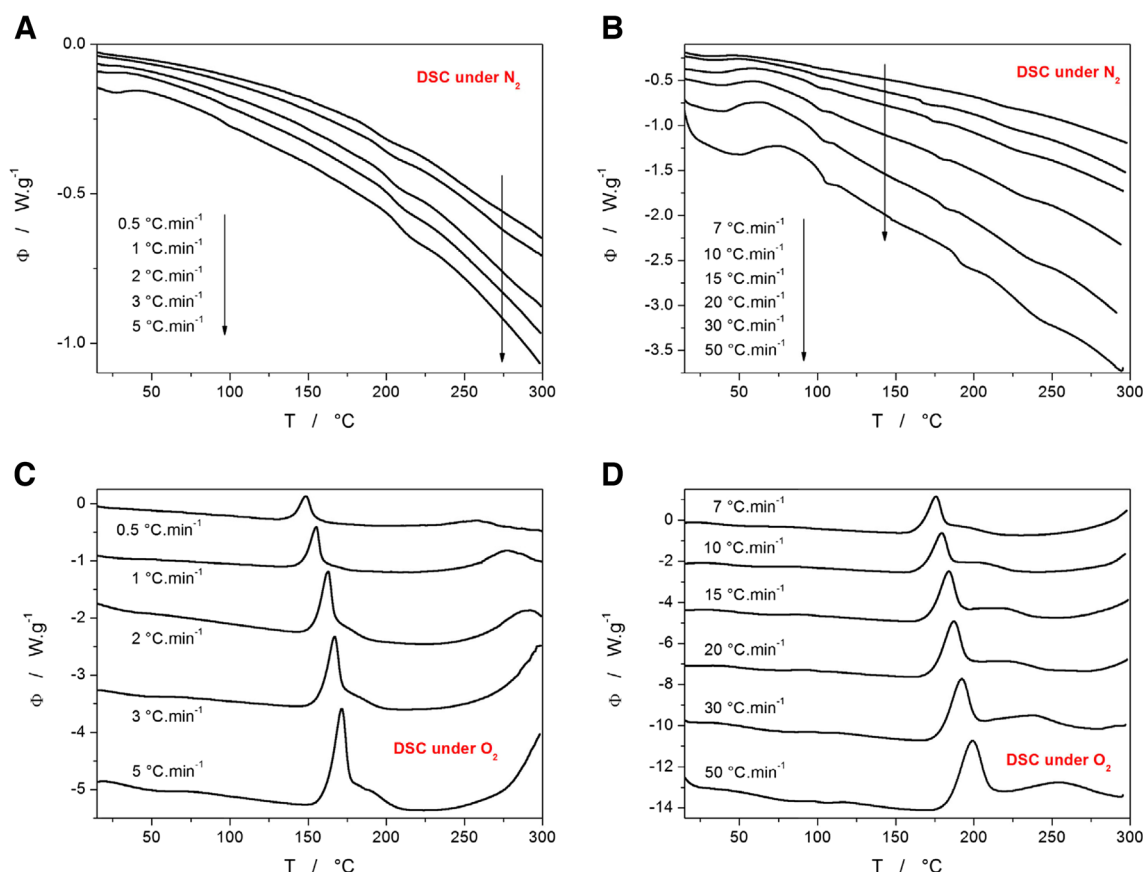 A
DSC under N₂
0.0
-0.5
-1.0
Φ / W.g⁻¹
0.5 °C.min⁻¹
1 °C.min⁻¹
2 °C.min⁻¹
3 °C.min⁻¹
5 °C.min⁻¹
50 100 150 200 250 300
T / °C
B
DSC under N₂
-0.5
-1.0
-1.5
-2.0
-2.5
-3.0
-3.5
Φ / W.g⁻¹
7 °C.min⁻¹
10 °C.min⁻¹
15 °C.min⁻¹
20 °C.min⁻¹
30 °C.min⁻¹
50 °C.min⁻¹
50 100 150 200 250 300
T / °C
C
0
-1
-2
-3
-4
-5
Φ / W.g⁻¹
0.5 °C.min⁻¹
1 °C.min⁻¹
2 °C.min⁻¹
3 °C.min⁻¹
5 °C.min⁻¹
DSC under O₂
50 100 150 200 250 300
T / °C
D
0
-2
-4
-6
-8
-10
-12
-14
Φ / W.g⁻¹
7 °C.min⁻¹
10 °C.min⁻¹
15 °C.min⁻¹
20 °C.min⁻¹
30 °C.min⁻¹
50 °C.min⁻¹
DSC under O₂
50 100 150 200 250 300
T / °C